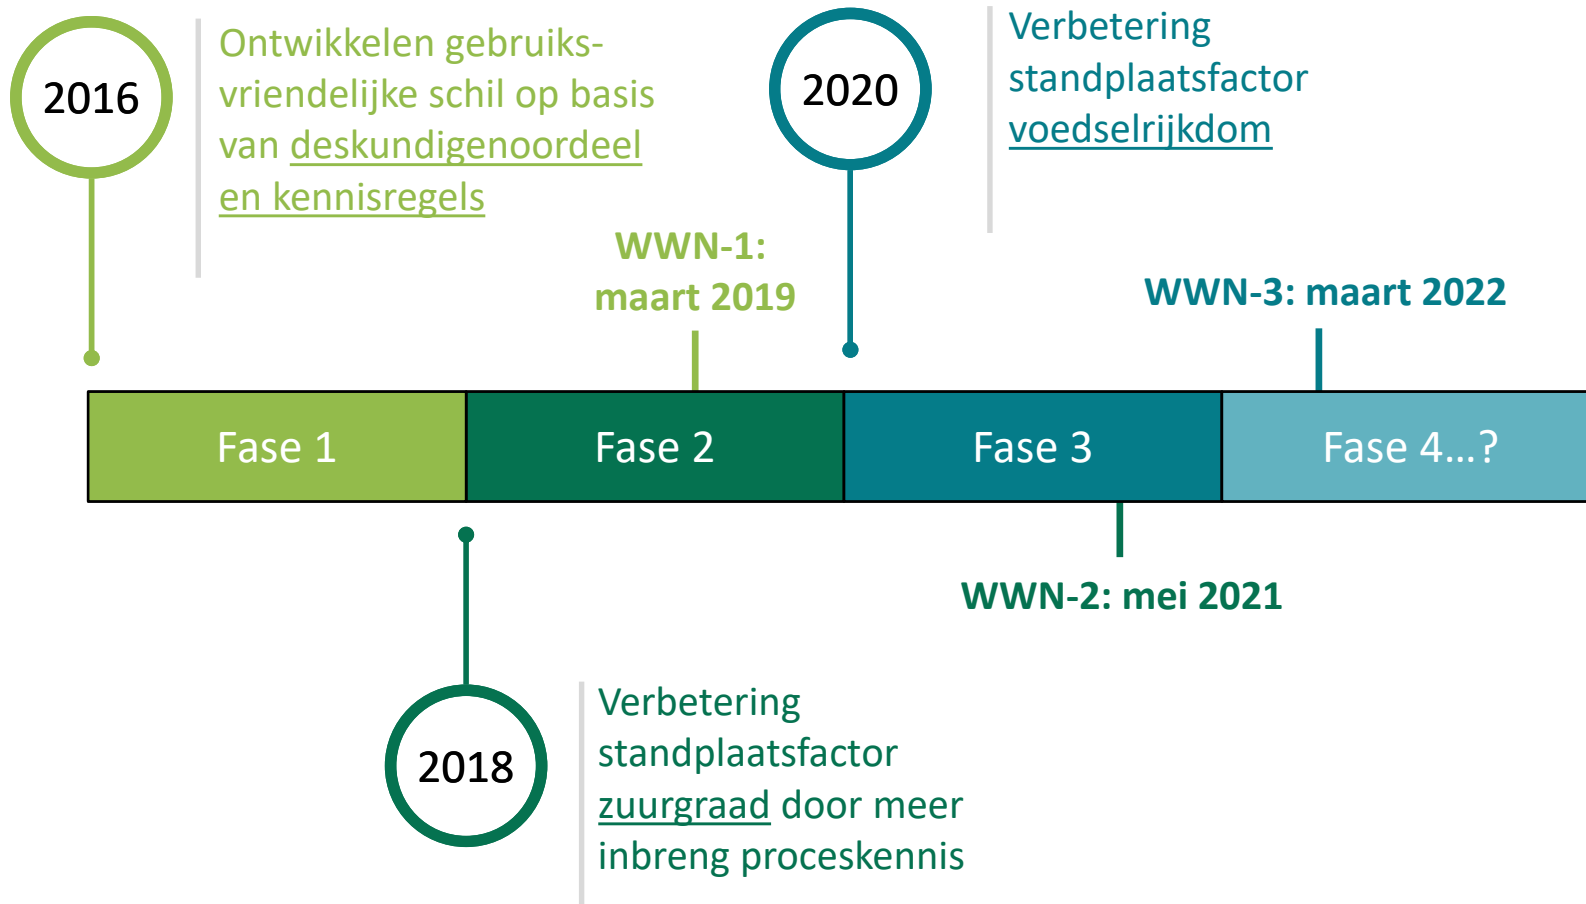 2016
Ontwikkelen gebruiks-
vriendelijke schil op basis
van deskundigenoordeel
en kennisregels
2020
Verbetering
standplaatsfactor
voedselrijkdom
WWN-1:
maart 2019
WWN-3: maart 2022
Fase 1
Fase 2
Fase 3
Fase 4...?
WWN-2: mei 2021
2018
Verbetering
standplaatsfactor
zuurgraad door meer
inbreng proceskennis